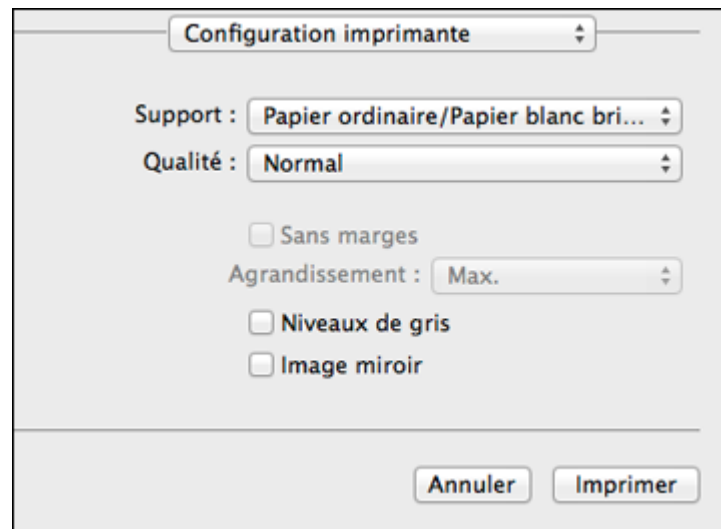 Configuration imprimante
Support : Papier ordinaire/Papier blanc bri...
Qualité : Normal
Sans marges
Agrandissement : Max.
Niveaux de gris
Image miroir
Annuler Imprimer